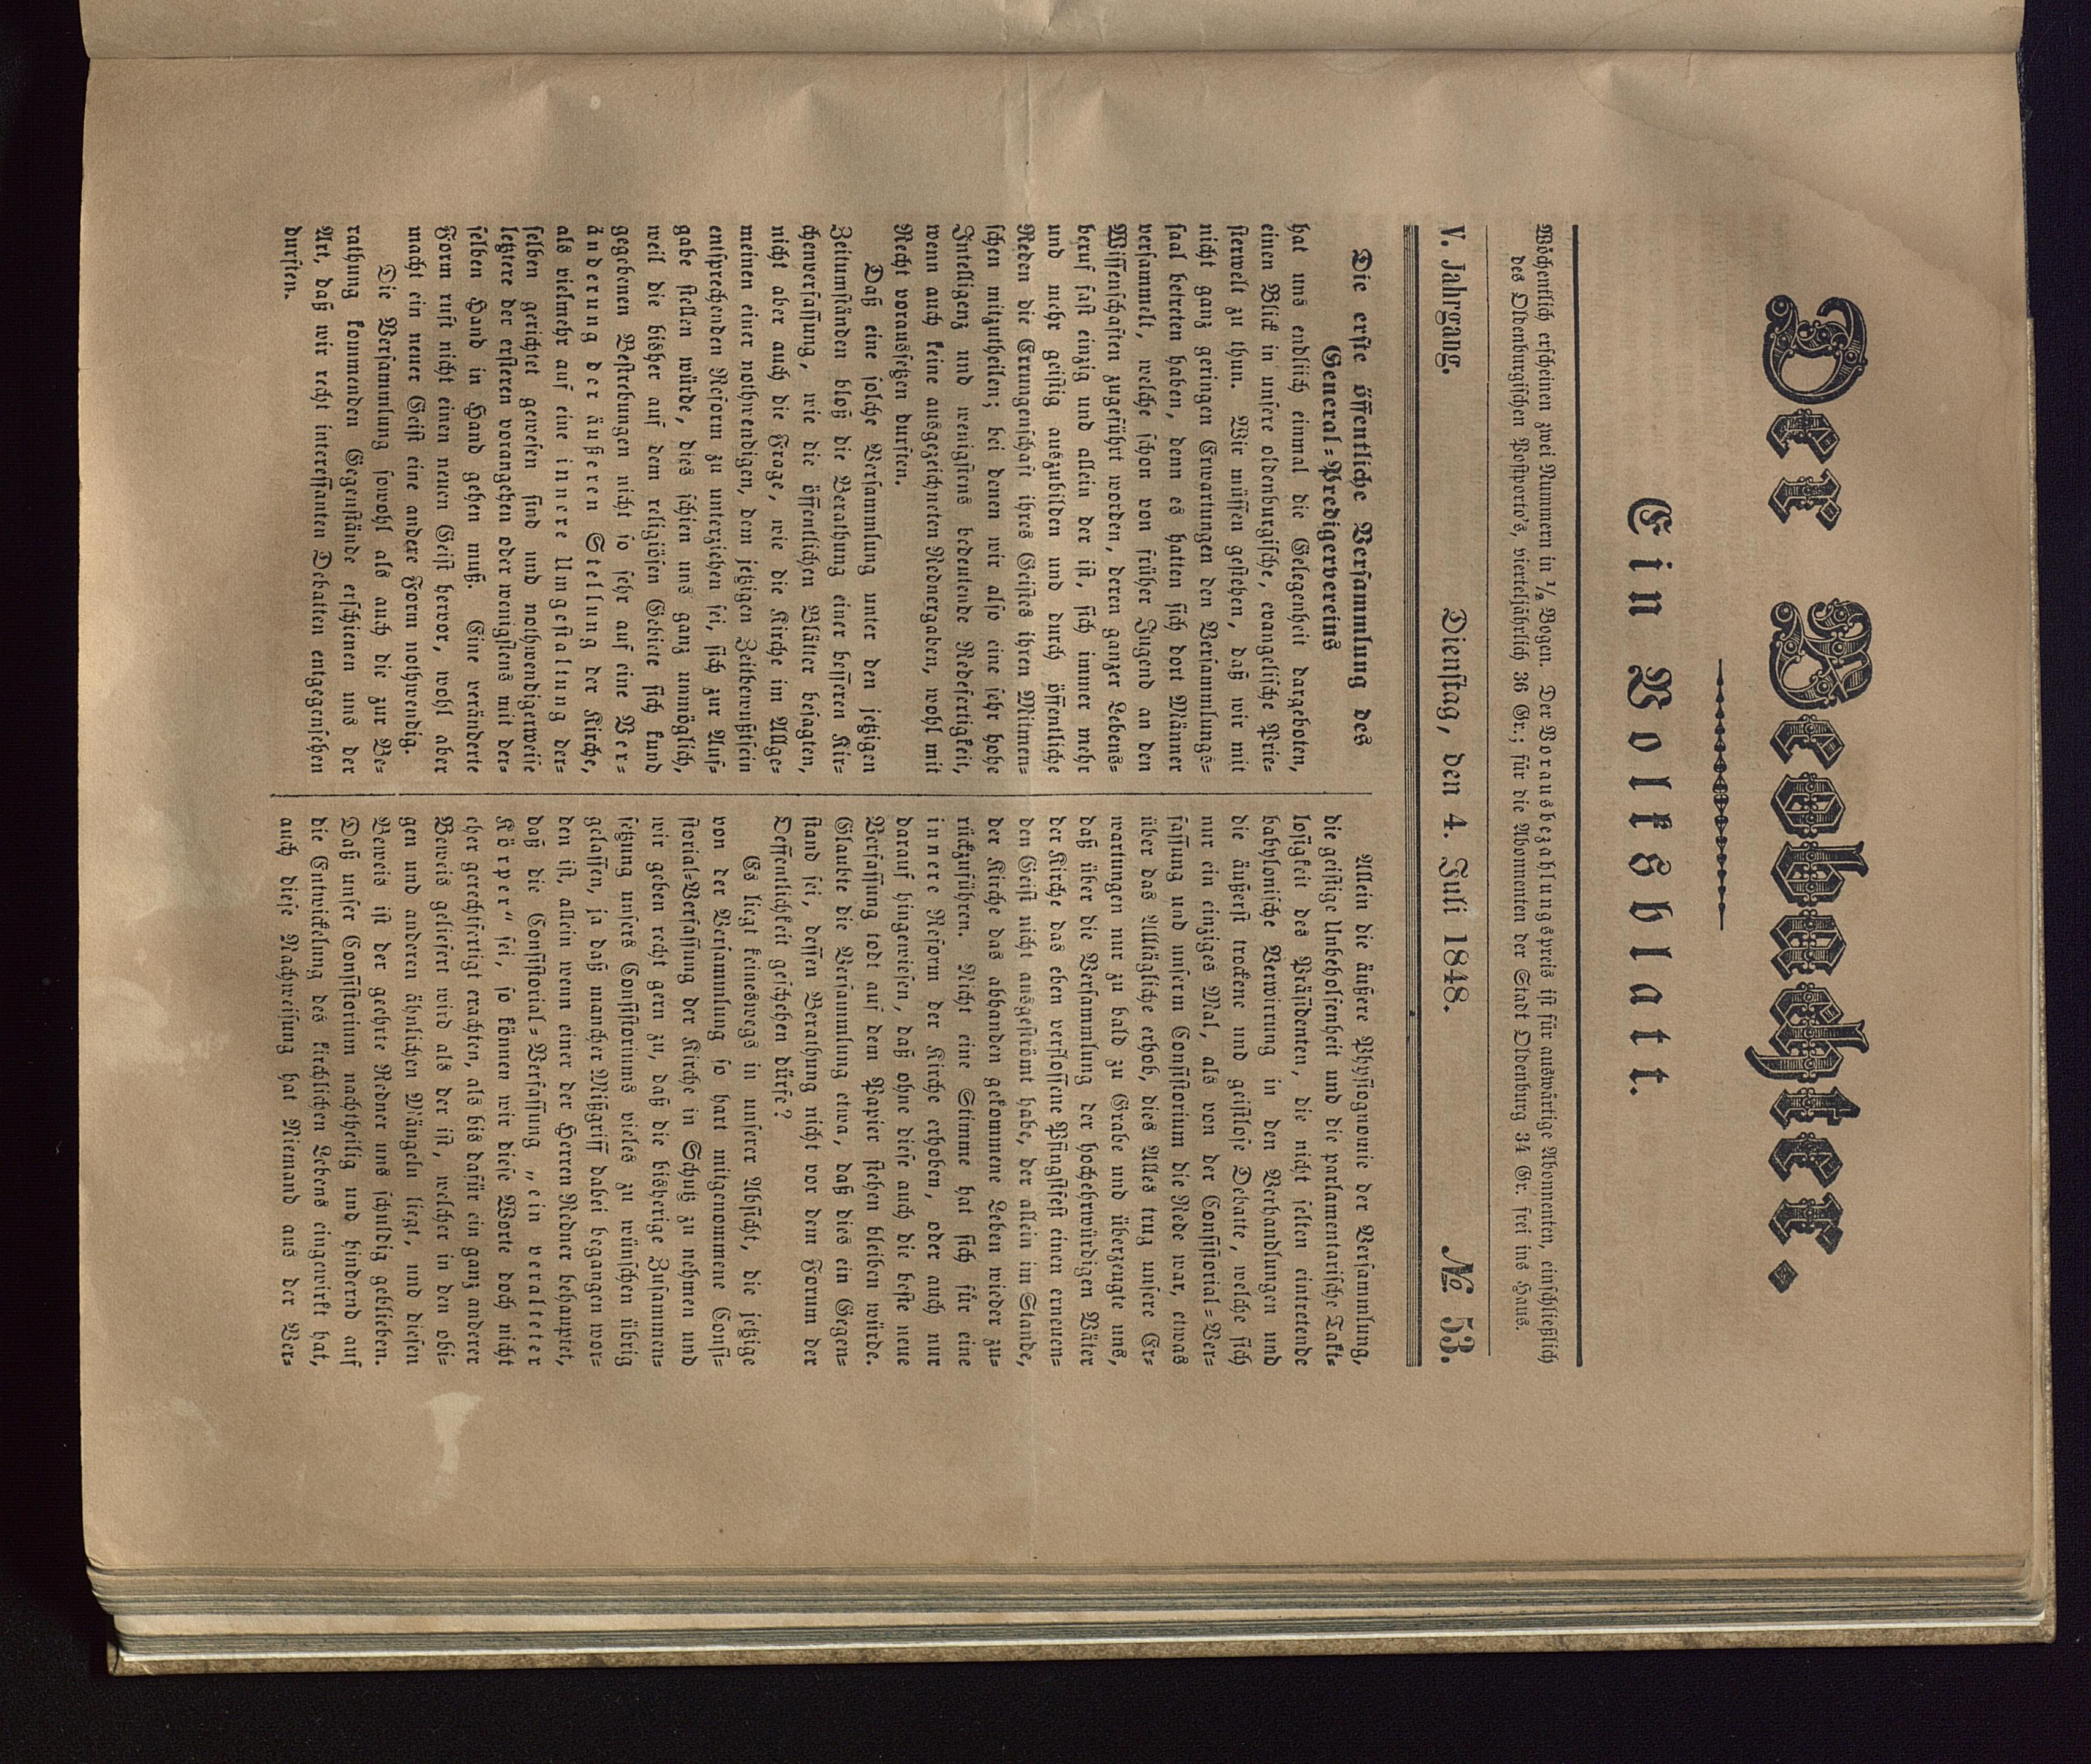 Der Beobachter.
Ein Volksblatt.
Wöchentlich erscheinen zwei Nummern in ½ Bogen. Der Vorausbezahlungspreis ist für auswärtige Abonnenten, einschließlich
des Oldenburgischen Postporto's, vierteljährlich 36 Gr.; für die Abonnenten der Stadt Oldenburg 34 Gr. frei ins Haus.
V. Jahrgang. Dienstag, den 4. Juli 1848. № 53.
Die erste öffentliche Versammlung des
General-Predigervereins
hat uns endlich einmal die Gelegenheit dargeboten,
einen Blick in unsere oldenburgische, evangelische Prie-
sterwelt zu thun. Wir müssen gestehen, daß wir mit
nicht ganz geringen Erwartungen den Versammlungs-
saal betreten haben, denn es hatten sich dort Männer
versammelt, welche schon von früher Jugend an den
Wissenschaften zugeführt worden, deren ganzer Lebens-
beruf fast einzig und allein der ist, sich immer mehr
und mehr geistig auszubilden und durch öffentliche
Reden die Errungenschaft ihres Geistes ihren Mitmen-
schen mitzutheilen; bei denen wir also eine sehr hohe
Intelligenz und wenigstens bedeutende Redefertigkeit,
wenn auch keine ausgezeichneten Rednergaben, wohl mit
Recht voraussetzen durften.
Daß eine solche Versammlung unter den jetzigen
Zeitumständen bloß die Berathung einer besseren Kir-
chenverfassung, wie die öffentlichen Blätter besagten,
nicht aber auch die Frage, wie die Kirche im Allge-
meinen einer nothwendigen, dem jetzigen Zeitbewußtsein
entsprechenden Reform zu unterziehen sei, sich zur Auf-
gabe stellen würde, dies schien uns ganz unmöglich,
weil die bisher auf dem religiösen Gebiete sich kund
gegebenen Bestrebungen nicht so sehr auf eine Ver-
änderung der äußeren Stellung der Kirche,
als vielmehr auf eine innere Umgestaltung der-
selben gerichtet gewesen sind und nothwendigerweise
letztere der ersteren vorangehen oder wenigstens mit der-
selben Hand in Hand gehen muß. Eine veränderte
Form ruft nicht einen neuen Geist hervor, wohl aber
macht ein neuer Geist eine andere Form nothwendig.
Die Versammlung sowohl als auch die zur Be-
rathung kommenden Gegenstände erschienen uns der
Art, daß wir recht interessanten Debatten entgegensehen
durften.
Allein die äußere Physiognomie der Versammlung,
die geistige Unbeholfenheit und die parlamentarische Takt-
losigkeit des Präsidenten, die nicht selten eintretende
babylonische Verwirrung in den Verhandlungen und
die äußerst trockene und geistlose Debatte, welche sich
nur ein einziges Mal, als von der Consistorial-Ver-
fassung und unserm Consistorium die Rede war, etwas
über das Alltägliche erhob, dies Alles trug unsere Er-
wartungen nur zu bald zu Grabe und überzeugte uns,
daß über die Versammlung der hochehrwürdigen Väter
der Kirche das eben verflossene Pfingstfest einen erneuen-
den Geist nicht ausgeströmt habe, der allein im Stande,
der Kirche das abhanden gekommene Leben wieder zu-
rückzuführen. Nicht eine Stimme hat sich für eine
innere Reform der Kirche erhoben, oder auch nur
darauf hingewiesen, daß ohne diese auch die beste neue
Verfassung todt auf dem Papier stehen bleiben würde.
Glaubte die Versammlung etwa, daß dies ein Gegen-
stand sei, dessen Berathung nicht vor dem Forum der
Oeffentlichkeit geschehen dürfe?
Es liegt keineswegs in unserer Absicht, die jetzige
von der Versammlung so hart mitgenommene Consi-
storial-Verfassung der Kirche in Schutz zu nehmen und
wir geben recht gern zu, daß die bisherige Zusammen-
setzung unsers Consistoriums vieles zu wünschen übrig
gelassen, ja daß mancher Mißgriff dabei begangen wor-
den ist, allein wenn einer der Herren Redner behauptet,
daß die Consistorial-Verfassung „ein veralteter
Körper“ sei, so können wir diese Worte doch nicht
eher gerechtfertigt erachten, als bis dafür ein ganz anderer
Beweis geliefert wird als der ist, welcher in den obi-
gen und anderen ähnlichen Mängeln liegt, und diesen
Beweis ist der geehrte Redner uns schuldig geblieben.
Daß unser Consistorium nachtheilig und hindernd auf
die Entwickelung des kirchlichen Lebens eingewirkt hat,
auch diese Nachweisung hat Niemand aus der Ver-